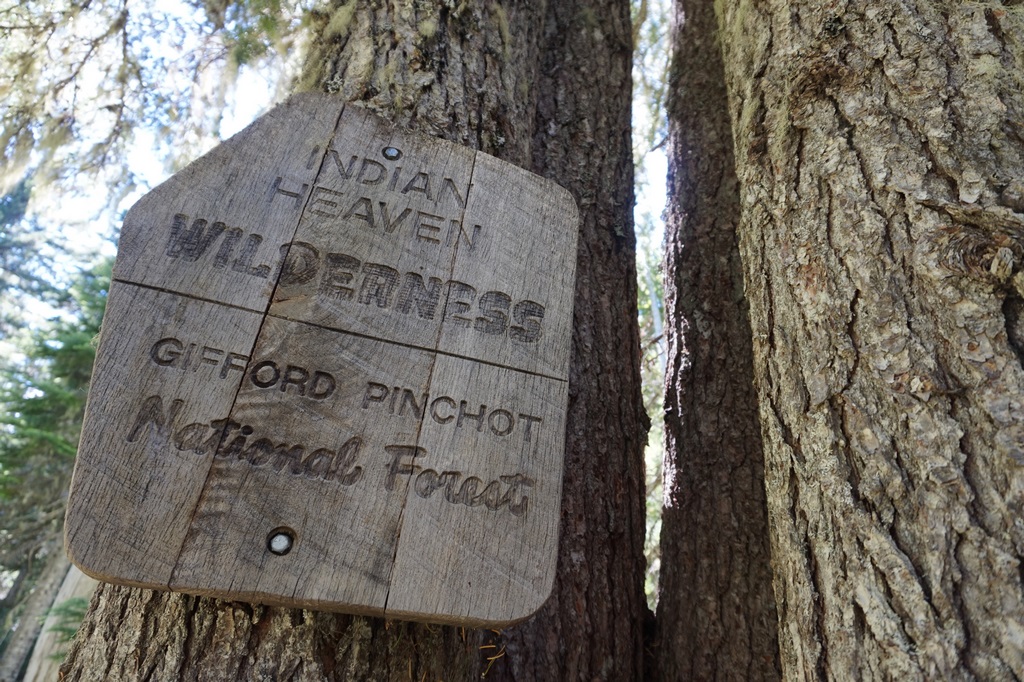 INDIAN
HEAVEN
WILDERNESS
GIFFORD PINCHOT
National Forest